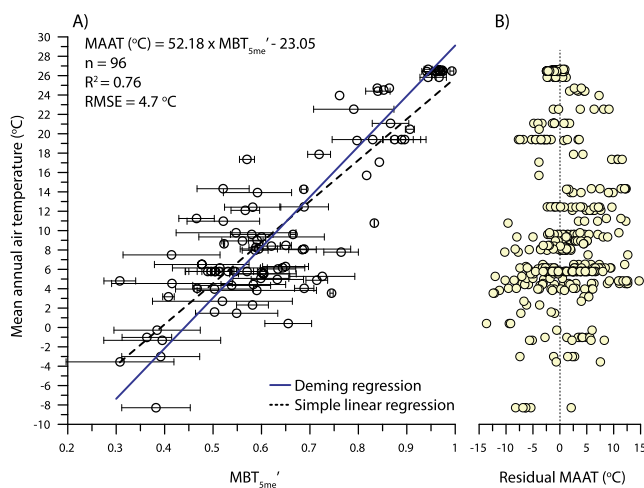 A)
B)
MAAT (°C) = 52.18 x MBT5me′ - 23.05
n = 96
R² = 0.76
RMSE = 4.7 °C
Mean annual air temperature (°C)
30
28
26
24
22
20
18
16
14
12
10
8
6
4
2
0
-2
-4
-6
-8
-10
Deming regression
Simple linear regression
0.2 0.3 0.4 0.5 0.6 0.7 0.8 0.9 1
-15 -10 -5 0 5 10 15
MBT5me′
Residual MAAT (°C)